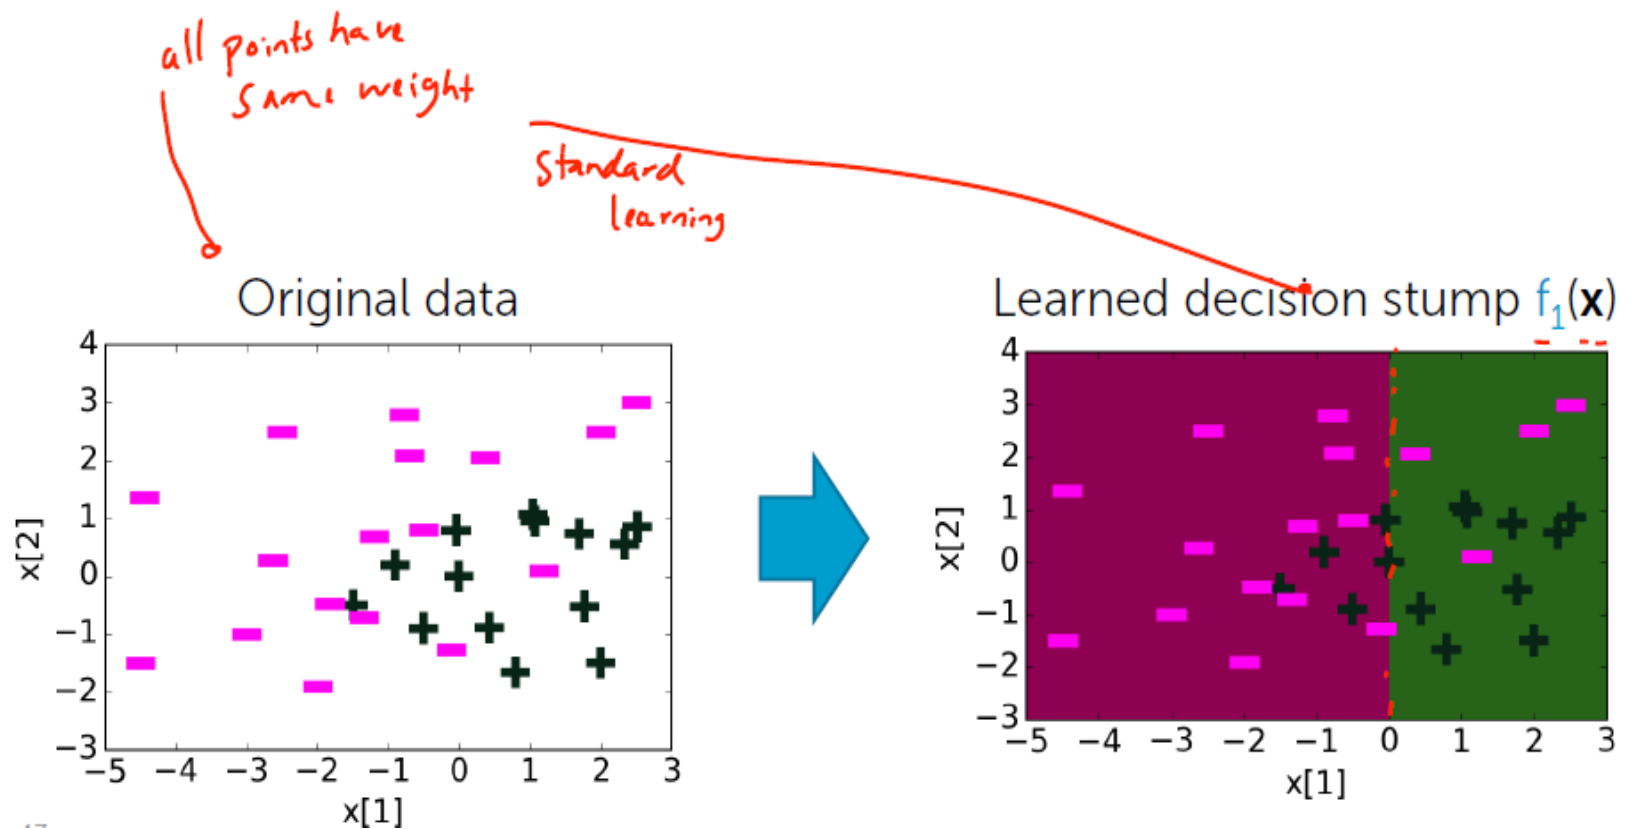 all points have
same weight
Standard
learning
Original data
Learned decision stump f1(x)
4
3
2
1
0
−1
−2
−3
−5 −4 −3 −2 −1 0 1 2 3
x[2]
x[1]
4
3
2
1
0
−1
−2
−3
−5 −4 −3 −2 −1 0 1 2 3
x[2]
x[1]